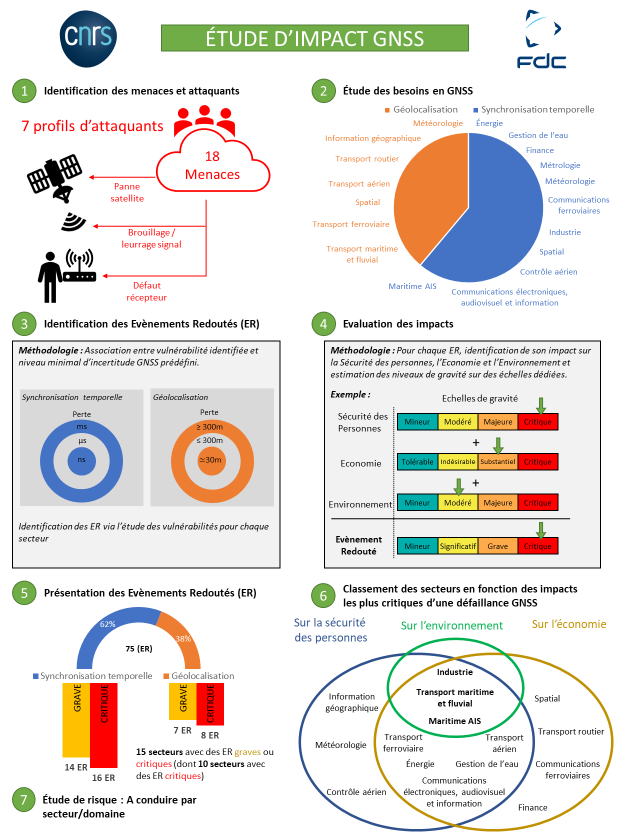 cnrs
ÉTUDE D'IMPACT GNSS
FDC
1
Identification des menaces et attaquants
7 profils d'attaquants
18
Menaces
Panne
satellite
Brouillage /
leurrage signal
Défaut
récepteur
2
Étude des besoins en GNSS
Géolocalisation
Synchronisation temporelle
Météorologie
Information géographique
Transport routier
Transport aérien
Spatial
Transport ferroviaire
Transport maritime
et fluvial
Maritime AIS
Énergie
Gestion de l'eau
Finance
Métrologie
Météorologie
Communications
ferroviaires
Industrie
Spatial
Contrôle aérien
Communications électroniques,
audiovisuel et information
3
Identification des Evènements Redoutés (ER)
Méthodologie : Association entre vulnérabilité identifiée et
niveau minimal d'incertitude GNSS prédéfini.
Synchronisation temporelle
Perte
ms
µs
ns
Géolocalisation
Perte
≥ 300m
≤ 300m
≃30m
Identification des ER via l'étude des vulnérabilités pour chaque
secteur
4
Evaluation des impacts
Méthodologie : Pour chaque ER, identification de son impact sur
la Sécurité des personnes, l'Economie et l'Environnement et
estimation des niveaux de gravité sur des échelles dédiées.
Exemple :
Echelles de gravité
Sécurité des
Personnes
Mineur
Modéré
Majeure
Critique
+
Economie
Tolérable
Indésirable
Substantiel
Critique
+
Environnement
Mineur
Modéré
Majeure
Critique
Evènement
Redouté
Mineur
Significatif
Grave
Critique
5
Présentation des Evènements Redoutés (ER)
62%
38%
75 (ER)
Synchronisation temporelle
Géolocalisation
GRAVE
CRITIQUE
14 ER
16 ER
GRAVE
CRITIQUE
7 ER
8 ER
15 secteurs avec des ER graves ou
critiques (dont 10 secteurs avec
des ER critiques)
6
Classement des secteurs en fonction des impacts
les plus critiques d'une défaillance GNSS
Sur la sécurité
des personnes
Sur l'environnement
Sur l'économie
Industrie
Transport maritime
et fluvial
Maritime AIS
Information
géographique
Météorologie
Contrôle aérien
Transport
ferroviaire
Transport
aérien
Énergie
Gestion de l'eau
Communications
électroniques, audiovisuel
et information
Spatial
Transport routier
Communications
ferroviaires
Finance
7
Étude de risque : A conduire par
secteur/domaine